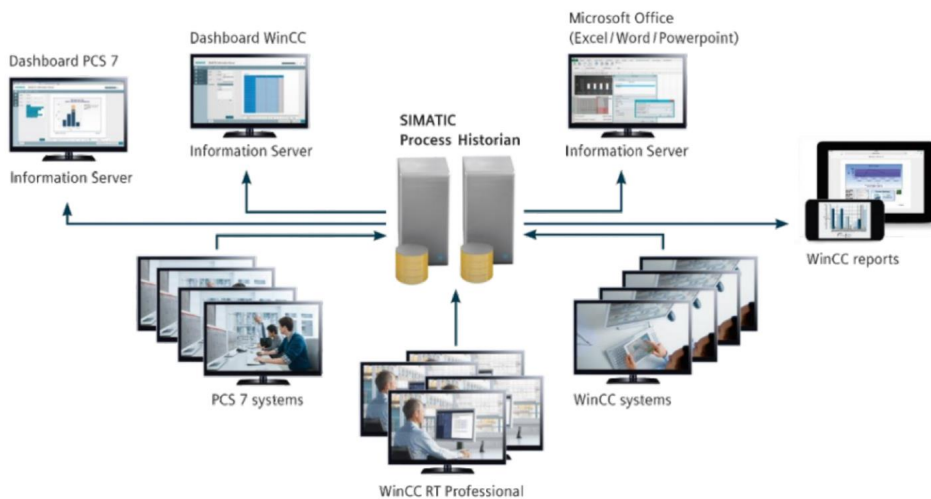 Microsoft Office
(Excel / Word / Powerpoint)
Dashboard WinCC
Dashboard PCS 7
SIMATIC
Process Historian
Information Server
Information Server
Information Server
WinCC reports
PCS 7 systems
WinCC systems
WinCC RT Professional